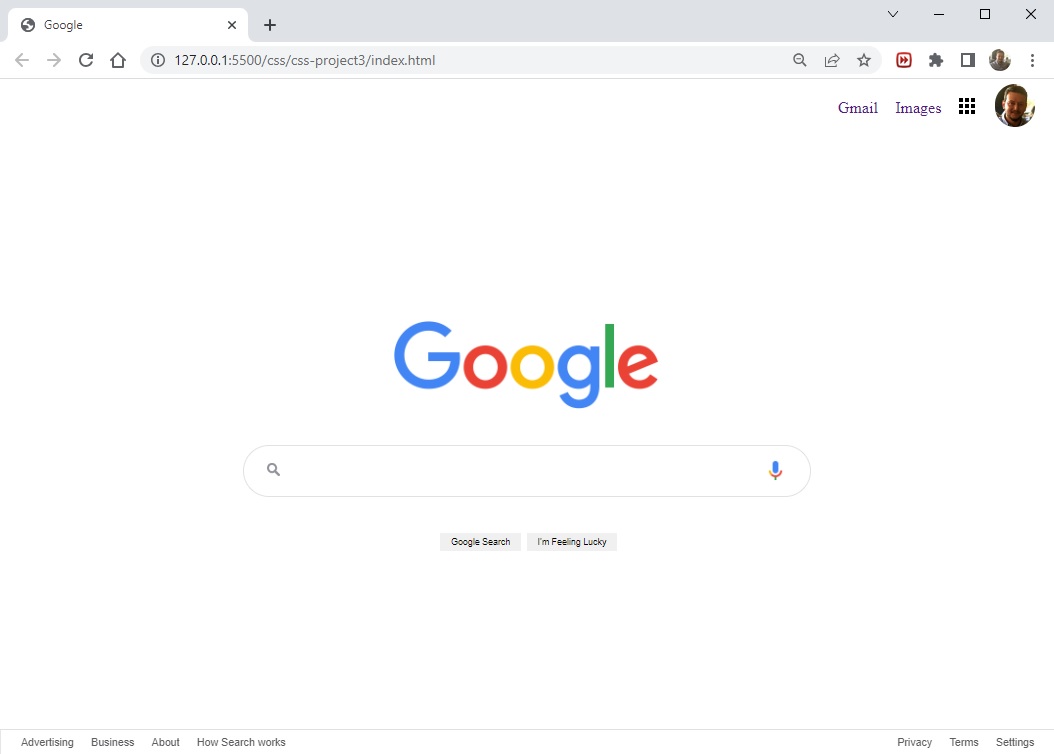 Google
127.0.0.1:5500/css/css-project3/index.html
Gmail Images
Google
Google Search I'm Feeling Lucky
Advertising Business About How Search works Privacy Terms Settings